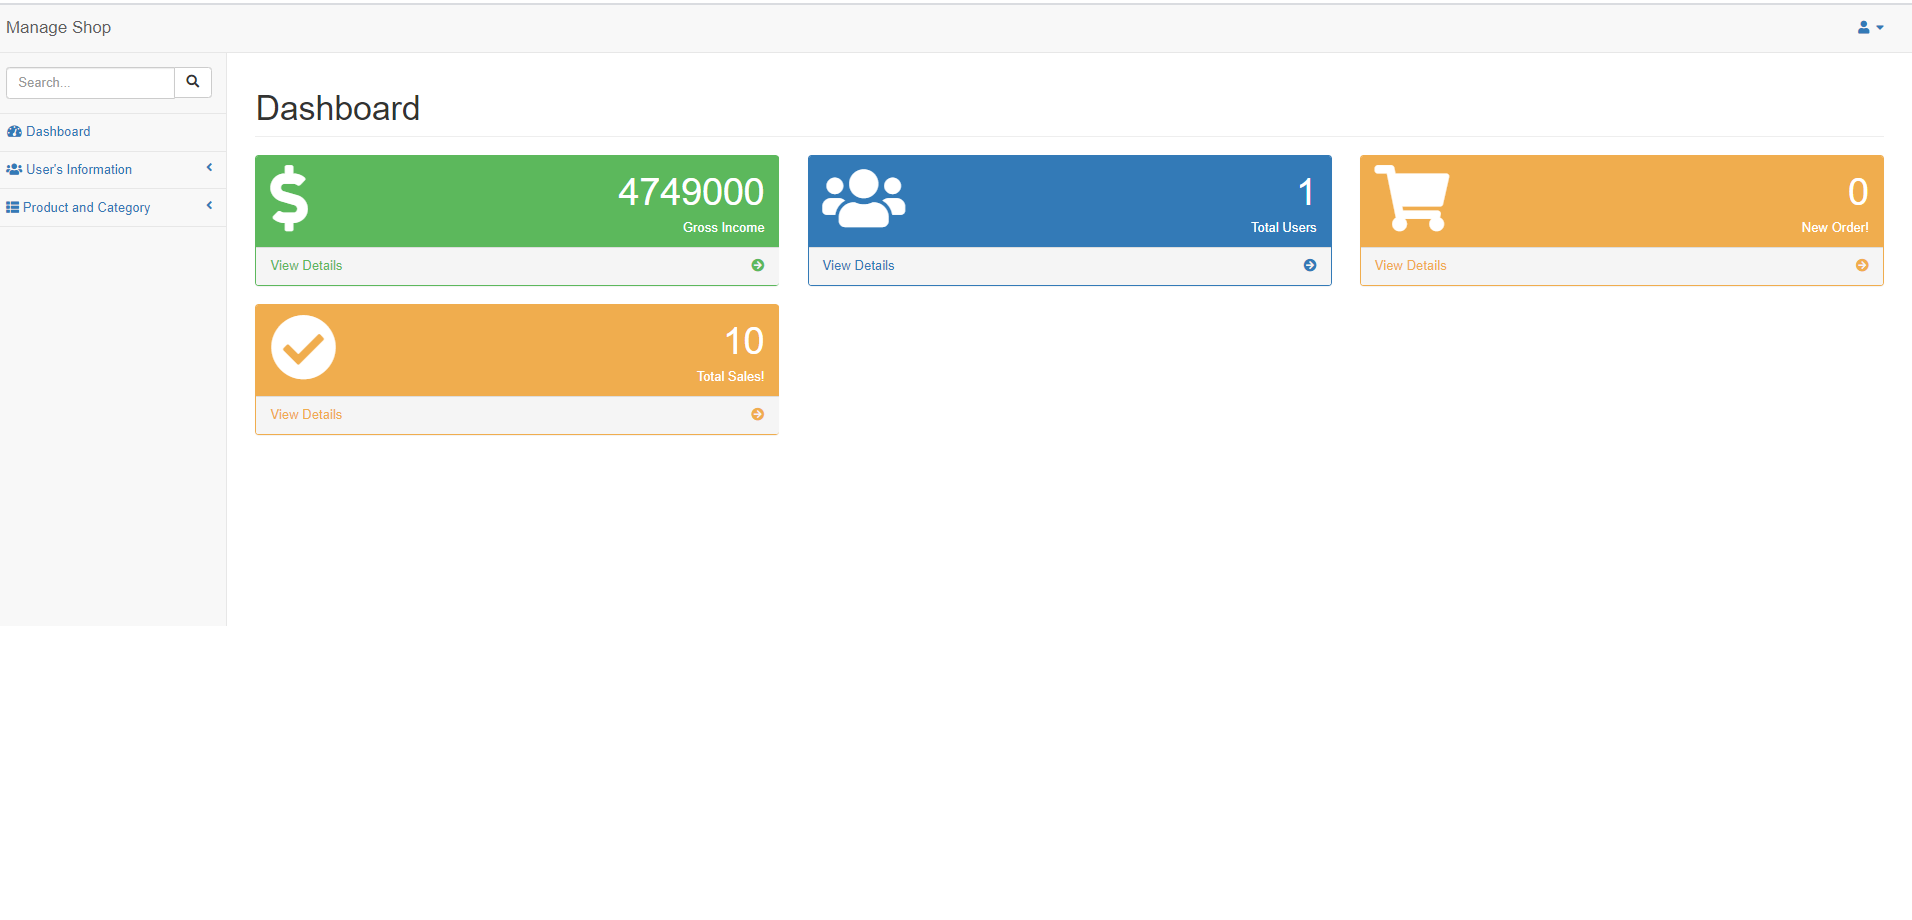 Manage Shop
Search...
Dashboard
User's Information
Product and Category
Dashboard
4749000
Gross Income
View Details
1
Total Users
View Details
0
New Order!
View Details
10
Total Sales!
View Details